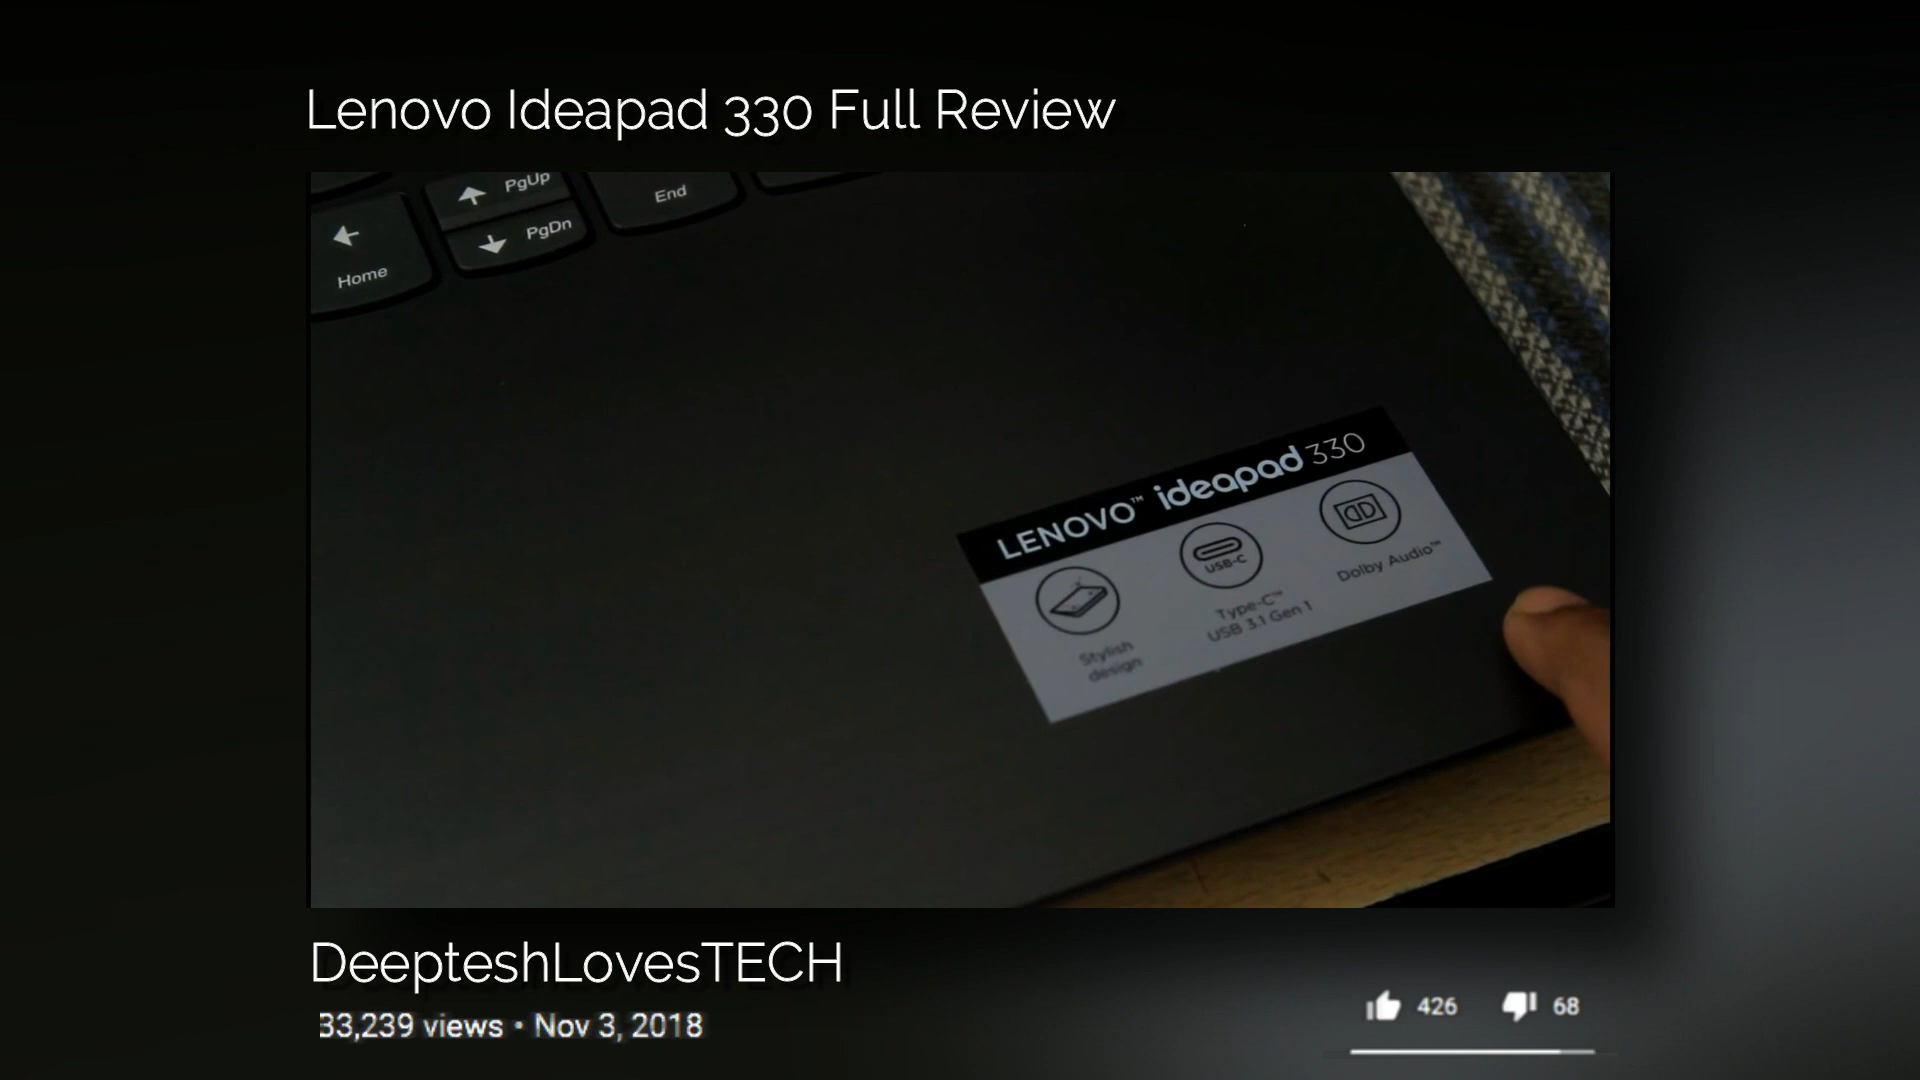 Lenovo Ideapad 330 Full Review
PgUp
End
PgDn
Home
LENOVO™ ideapad 330
USB-C
Dolby Audio™
Type-C™
USB 3.1 Gen 1
Stylish
design
DeepteshLovesTECH
33,239 views • Nov 3, 2018
426
68